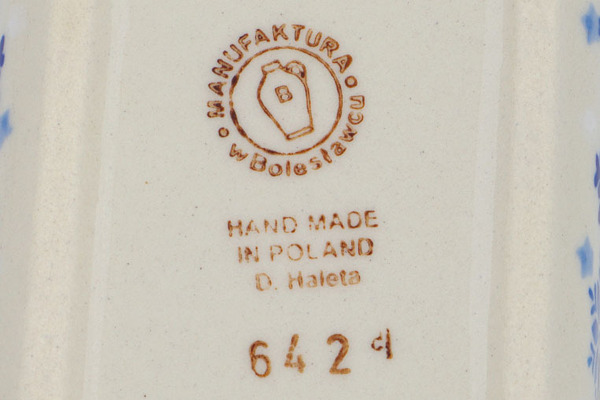 MANUFAKTURA
w Bolesławcu
B
HAND MADE
IN POLAND
D. Haleta
642